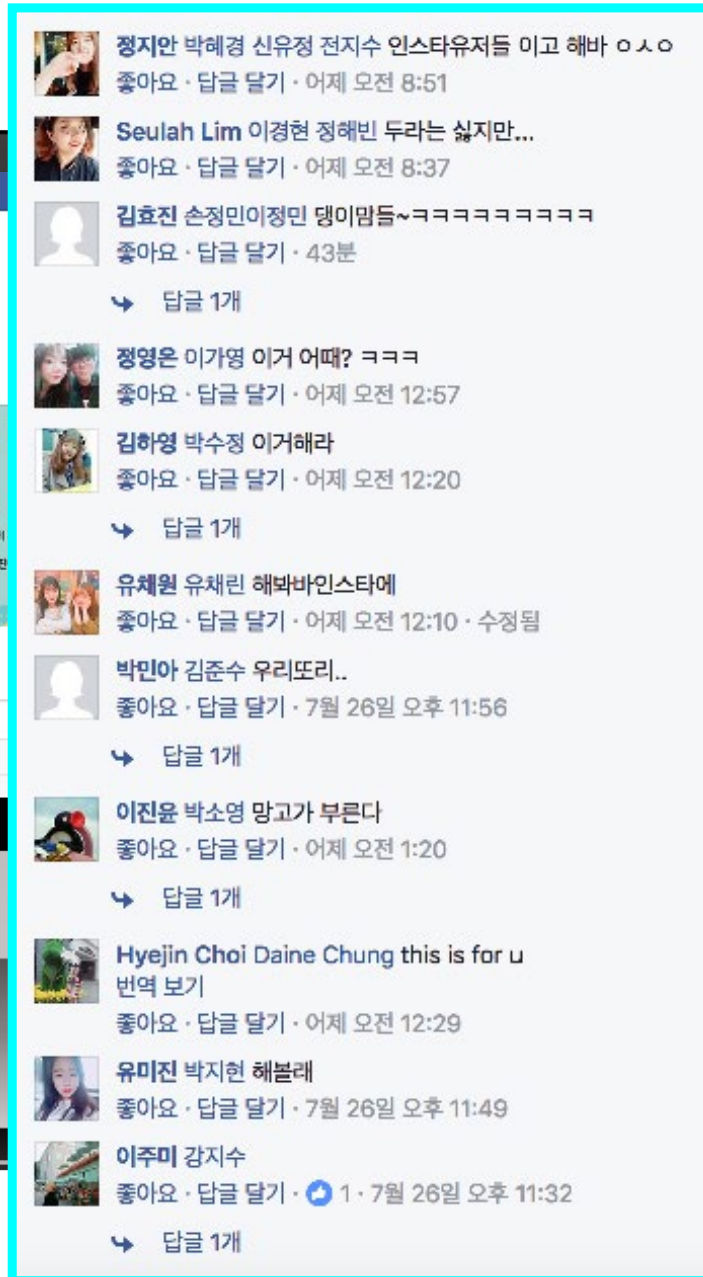 정지안 박혜경 신유정 전지수 인스타유저들 이고 해바 ㅇㅅㅇ
좋아요 · 답글 달기 · 어제 오전 8:51
Seulah Lim 이경현 정해빈 두라는 싫지만...
좋아요 · 답글 달기 · 어제 오전 8:37
김효진 손정민이정민 댕이맘들~ㅋㅋㅋㅋㅋㅋㅋㅋㅋ
좋아요 · 답글 달기 · 43분
답글 1개
정영은 이가영 이거 어때? ㅋㅋㅋ
좋아요 · 답글 달기 · 어제 오전 12:57
김하영 박수정 이거해라
좋아요 · 답글 달기 · 어제 오전 12:20
답글 1개
유채원 유채린 해봐바인스타에
좋아요 · 답글 달기 · 어제 오전 12:10 · 수정됨
박민아 김준수 우리또리..
좋아요 · 답글 달기 · 7월 26일 오후 11:56
답글 1개
이진윤 박소영 망고가 부른다
좋아요 · 답글 달기 · 어제 오전 1:20
답글 1개
Hyejin Choi Daine Chung this is for u
번역 보기
좋아요 · 답글 달기 · 어제 오전 12:29
유미진 박지현 해볼래
좋아요 · 답글 달기 · 7월 26일 오후 11:49
이주미 강지수
좋아요 · 답글 달기 · 1 · 7월 26일 오후 11:32
답글 1개